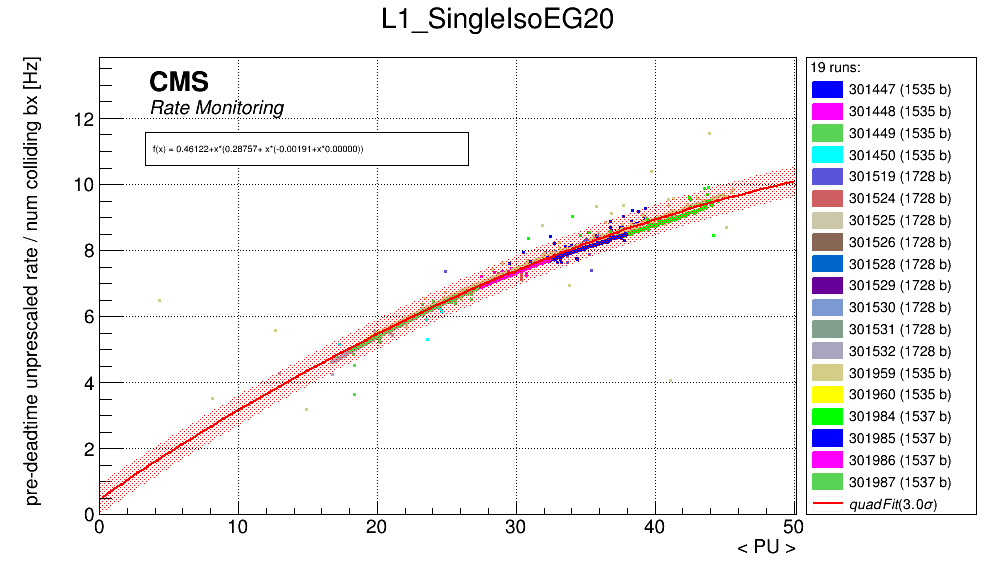 L1_SingleIsoEG20
pre-deadtime unprescaled rate / num colliding bx [Hz]
CMS
Rate Monitoring
f(x) = 0.46122+x*(0.28757+ x*(-0.00191+x*0.00000))
12
10
8
6
4
2
0
0 10 20 30 40 50
< PU >
19 runs:
301447 (1535 b)
301448 (1535 b)
301449 (1535 b)
301450 (1535 b)
301519 (1728 b)
301524 (1728 b)
301525 (1728 b)
301526 (1728 b)
301528 (1728 b)
301529 (1728 b)
301530 (1728 b)
301531 (1728 b)
301532 (1728 b)
301959 (1535 b)
301960 (1535 b)
301984 (1537 b)
301985 (1537 b)
301986 (1537 b)
301987 (1537 b)
quadFit(3.0σ)